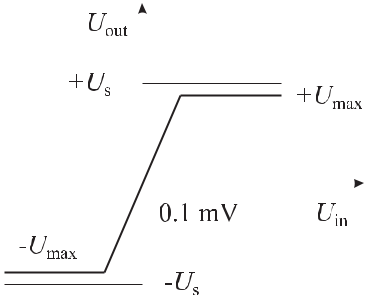 U_out
+U_s
+U_max
0.1 mV
U_in
-U_max
-U_s